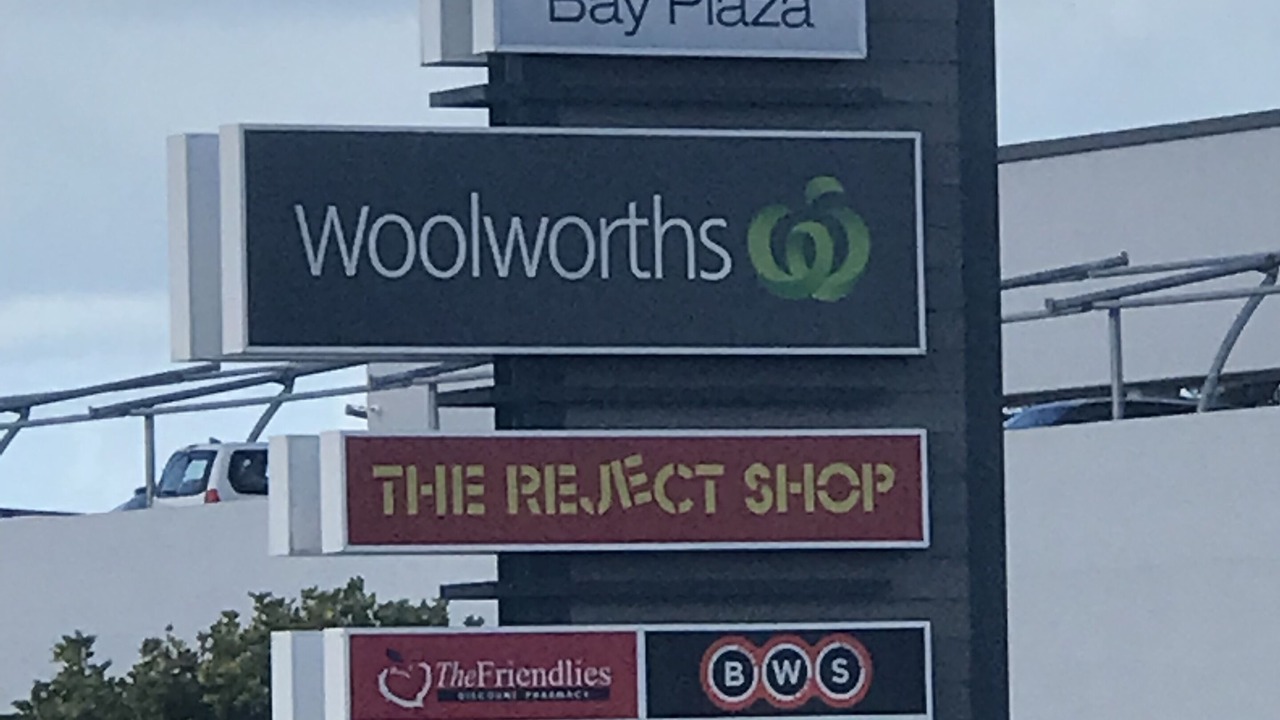 Bay Plaza
Woolworths
THE REJECT SHOP
TheFriendlies
DISCOUNT PHARMACY
BWS